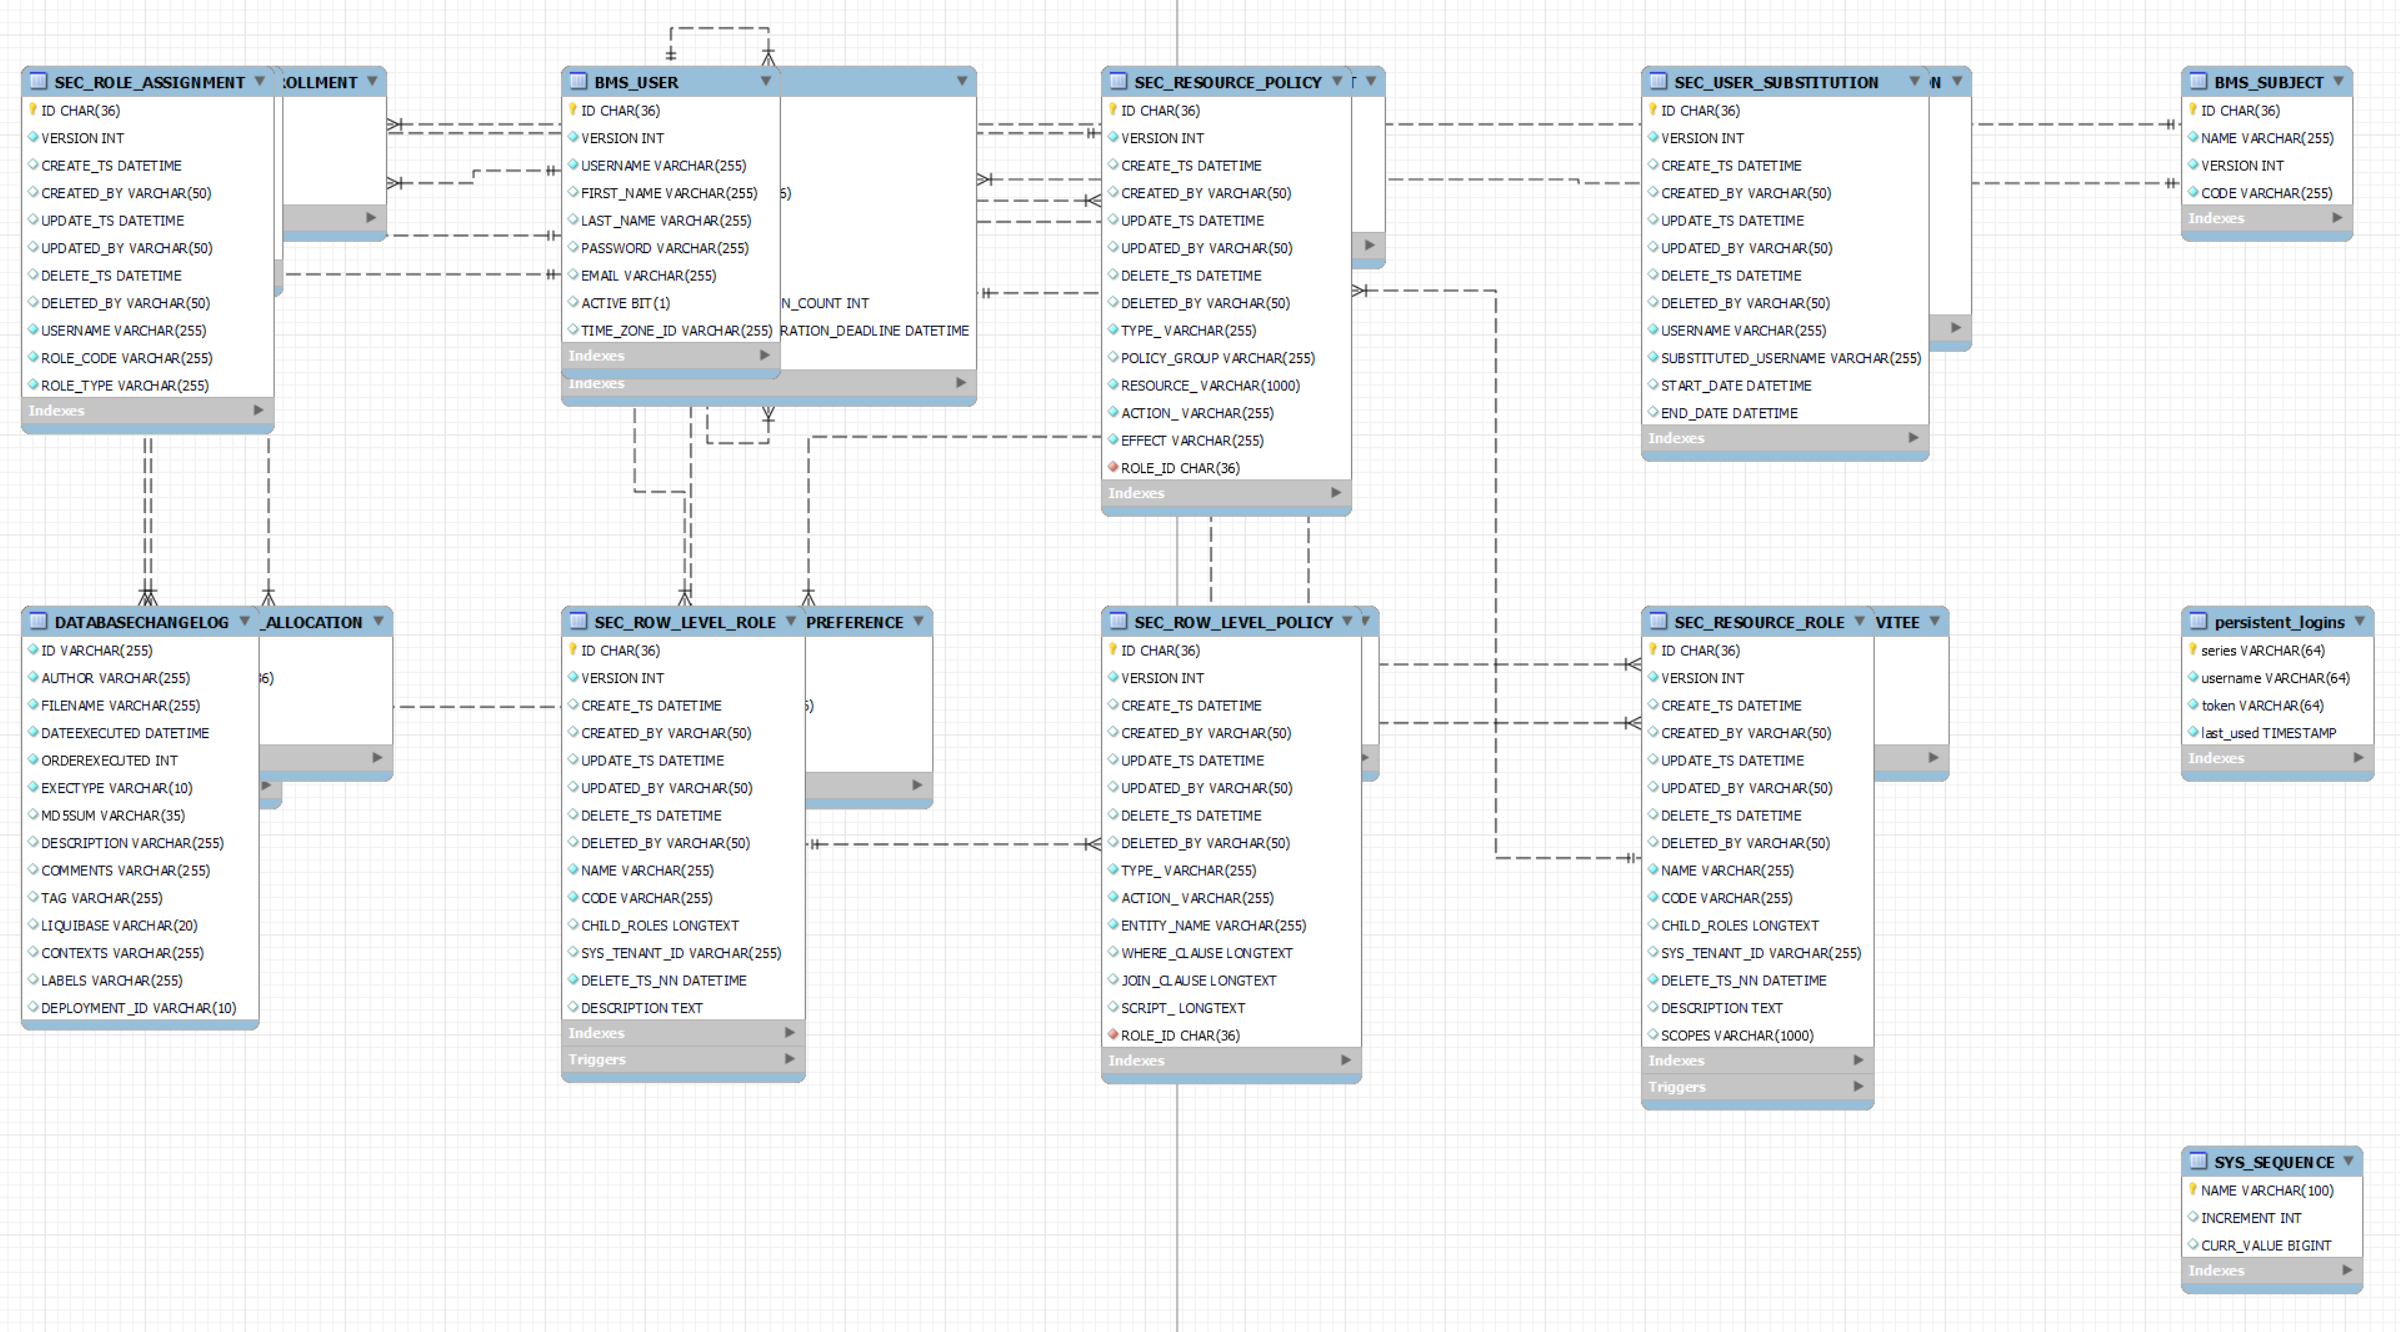 SEC_ROLE_ASSIGNMENT
ID CHAR(36)
VERSION INT
CREATE_TS DATETIME
CREATED_BY VARCHAR(50)
UPDATE_TS DATETIME
UPDATED_BY VARCHAR(50)
DELETE_TS DATETIME
DELETED_BY VARCHAR(50)
USERNAME VARCHAR(255)
ROLE_CODE VARCHAR(255)
ROLE_TYPE VARCHAR(255)
Indexes
OLLMENT
BMS_USER
ID CHAR(36)
VERSION INT
USERNAME VARCHAR(255)
FIRST_NAME VARCHAR(255)
LAST_NAME VARCHAR(255)
PASSWORD VARCHAR(255)
EMAIL VARCHAR(255)
ACTIVE BIT(1)
TIME_ZONE_ID VARCHAR(255)
Indexes
6)
N_COUNT INT
RATION_DEADLINE DATETIME
Indexes
SEC_RESOURCE_POLICY
ID CHAR(36)
VERSION INT
CREATE_TS DATETIME
CREATED_BY VARCHAR(50)
UPDATE_TS DATETIME
UPDATED_BY VARCHAR(50)
DELETE_TS DATETIME
DELETED_BY VARCHAR(50)
TYPE_ VARCHAR(255)
POLICY_GROUP VARCHAR(255)
RESOURCE_ VARCHAR(1000)
ACTION_ VARCHAR(255)
EFFECT VARCHAR(255)
ROLE_ID CHAR(36)
Indexes
T
SEC_USER_SUBSTITUTION
ID CHAR(36)
VERSION INT
CREATE_TS DATETIME
CREATED_BY VARCHAR(50)
UPDATE_TS DATETIME
UPDATED_BY VARCHAR(50)
DELETE_TS DATETIME
DELETED_BY VARCHAR(50)
USERNAME VARCHAR(255)
SUBSTITUTED_USERNAME VARCHAR(255)
START_DATE DATETIME
END_DATE DATETIME
Indexes
N
BMS_SUBJECT
ID CHAR(36)
NAME VARCHAR(255)
VERSION INT
CODE VARCHAR(255)
Indexes
DATABASECHANGELOG
ID VARCHAR(255)
AUTHOR VARCHAR(255)
FILENAME VARCHAR(255)
DATEEXECUTED DATETIME
ORDEREXECUTED INT
EXECTYPE VARCHAR(10)
MD5SUM VARCHAR(35)
DESCRIPTION VARCHAR(255)
COMMENTS VARCHAR(255)
TAG VARCHAR(255)
LIQUIBASE VARCHAR(20)
CONTEXTS VARCHAR(255)
LABELS VARCHAR(255)
DEPLOYMENT_ID VARCHAR(10)
_ALLOCATION
36)
SEC_ROW_LEVEL_ROLE
ID CHAR(36)
VERSION INT
CREATE_TS DATETIME
CREATED_BY VARCHAR(50)
UPDATE_TS DATETIME
UPDATED_BY VARCHAR(50)
DELETE_TS DATETIME
DELETED_BY VARCHAR(50)
NAME VARCHAR(255)
CODE VARCHAR(255)
CHILD_ROLES LONGTEXT
SYS_TENANT_ID VARCHAR(255)
DELETE_TS_NN DATETIME
DESCRIPTION TEXT
Indexes
Triggers
PREFERENCE
)
SEC_ROW_LEVEL_POLICY
ID CHAR(36)
VERSION INT
CREATE_TS DATETIME
CREATED_BY VARCHAR(50)
UPDATE_TS DATETIME
UPDATED_BY VARCHAR(50)
DELETE_TS DATETIME
DELETED_BY VARCHAR(50)
TYPE_ VARCHAR(255)
ACTION_ VARCHAR(255)
ENTITY_NAME VARCHAR(255)
WHERE_CLAUSE LONGTEXT
JOIN_CLAUSE LONGTEXT
SCRIPT_ LONGTEXT
ROLE_ID CHAR(36)
Indexes
SEC_RESOURCE_ROLE
ID CHAR(36)
VERSION INT
CREATE_TS DATETIME
CREATED_BY VARCHAR(50)
UPDATE_TS DATETIME
UPDATED_BY VARCHAR(50)
DELETE_TS DATETIME
DELETED_BY VARCHAR(50)
NAME VARCHAR(255)
CODE VARCHAR(255)
CHILD_ROLES LONGTEXT
SYS_TENANT_ID VARCHAR(255)
DELETE_TS_NN DATETIME
DESCRIPTION TEXT
SCOPES VARCHAR(1000)
Indexes
Triggers
VITEE
persistent_logins
series VARCHAR(64)
username VARCHAR(64)
token VARCHAR(64)
last_used TIMESTAMP
Indexes
SYS_SEQUENCE
NAME VARCHAR(100)
INCREMENT INT
CURR_VALUE BIGINT
Indexes